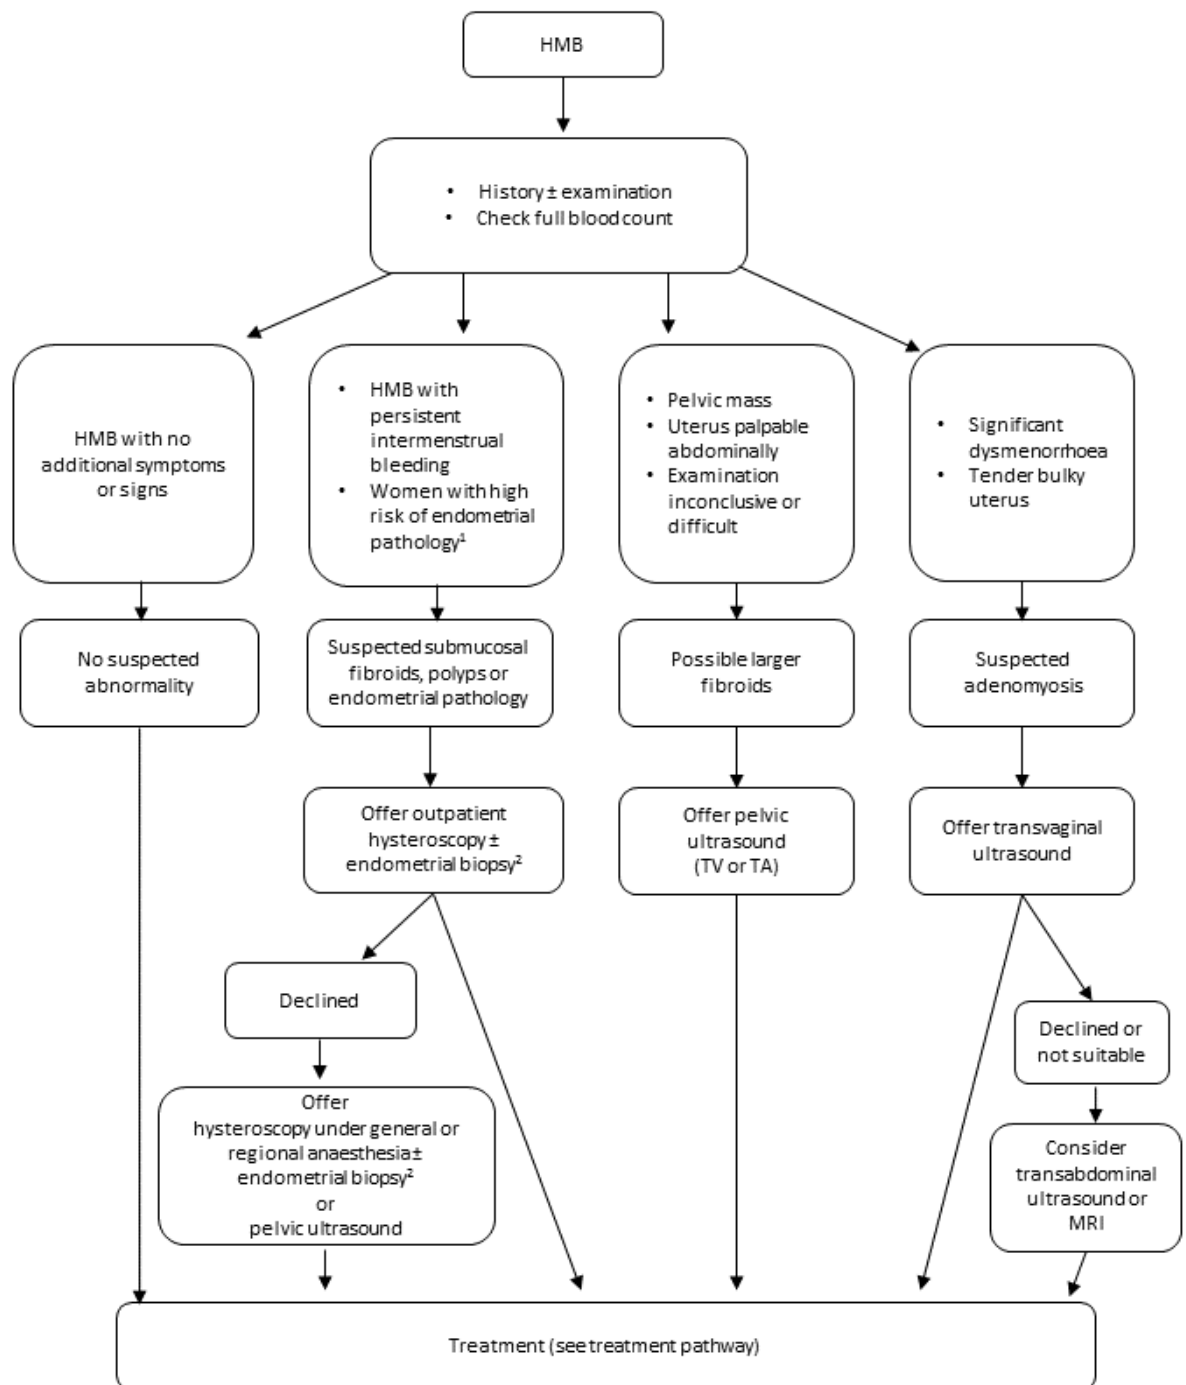 HMB
• History ± examination
• Check full blood count
HMB with no
additional symptoms
or signs
• HMB with
persistent
intermenstrual
bleeding
• Women with high
risk of endometrial
pathology¹
• Pelvic mass
• Uterus palpable
abdominally
• Examination
inconclusive or
difficult
• Significant
dysmenorrhoea
• Tender bulky
uterus
No suspected
abnormality
Suspected submucosal
fibroids, polyps or
endometrial pathology
Possible larger
fibroids
Suspected
adenomyosis
Offer outpatient
hysteroscopy ±
endometrial biopsy²
Offer pelvic
ultrasound
(TV or TA)
Offer transvaginal
ultrasound
Declined
Declined or
not suitable
Offer
hysteroscopy under general or
regional anaesthesia ±
endometrial biopsy²
or
pelvic ultrasound
Consider
transabdominal
ultrasound or
MRI
Treatment (see treatment pathway)